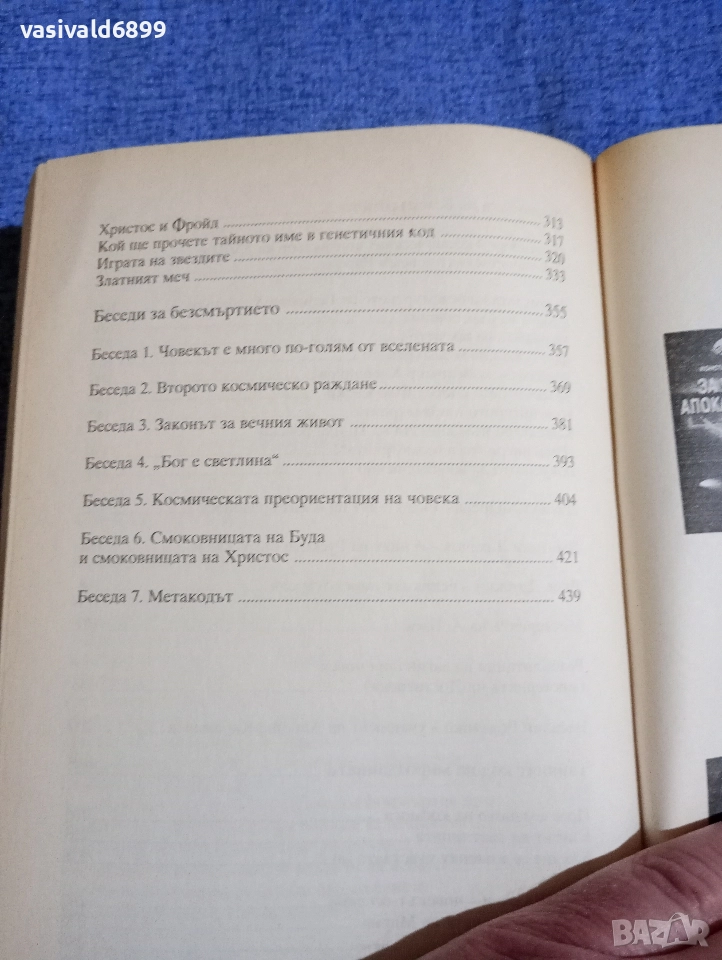 vasivald6899
Христос и Фройд 313
Кой ще прочете тайното име в генетичния код 317
Играта на звездите 320
Златният меч 333
Беседи за безсмъртието 355
Беседа 1. Човекът е много по-голям от вселената 357
Беседа 2. Второто космическо раждане 369
Беседа 3. Законът за вечния живот 381
Беседа 4. „Бог е светлина“ 393
Беседа 5. Космическата преориентация на човека 404
Беседа 6. Смоковницата на Буда
и смоковницата на Христос 421
Беседа 7. Метакодът 439
BAZAR